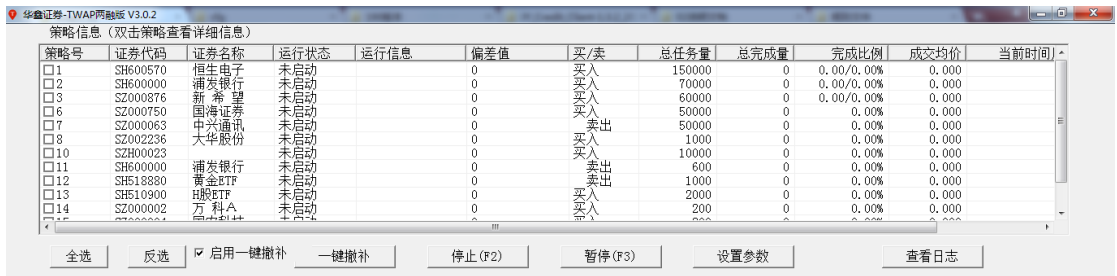 华鑫证券-TWAP两融版 V3.0.2
策略信息（双击策略查看详细信息）
策略号 证券代码 证券名称 运行状态 运行信息 偏差值 买/卖 总任务量 总完成量 完成比例 成交均价 当前时间
1 SH600570 恒生电子 未启动 0 买入 150000 0 0.00/0.00% 0.000
2 SH600000 浦发银行 未启动 0 买入 70000 0 0.00/0.00% 0.000
3 SZ000876 新 希 望 未启动 0 买入 60000 0 0.00/0.00% 0.000
6 SZ000750 国海证券 未启动 0 买入 50000 0 0.00% 0.000
7 SZ000063 中兴通讯 未启动 0 卖出 50000 0 0.00% 0.000
8 SZ002236 大华股份 未启动 0 买入 1000 0 0.00% 0.000
10 SZH00023 未启动 0 买入 10000 0 0.00% 0.000
11 SH600000 浦发银行 未启动 0 卖出 600 0 0.00% 0.000
12 SH518880 黄金ETF 未启动 0 卖出 1000 0 0.00% 0.000
13 SH510900 H股ETF 未启动 0 买入 2000 0 0.00% 0.000
14 SZ000002 万 科A 未启动 0 买入 200 0 0.00% 0.000
全选 反选 启用一键撤补 一键撤补 停止(F2) 暂停(F3) 设置参数 查看日志